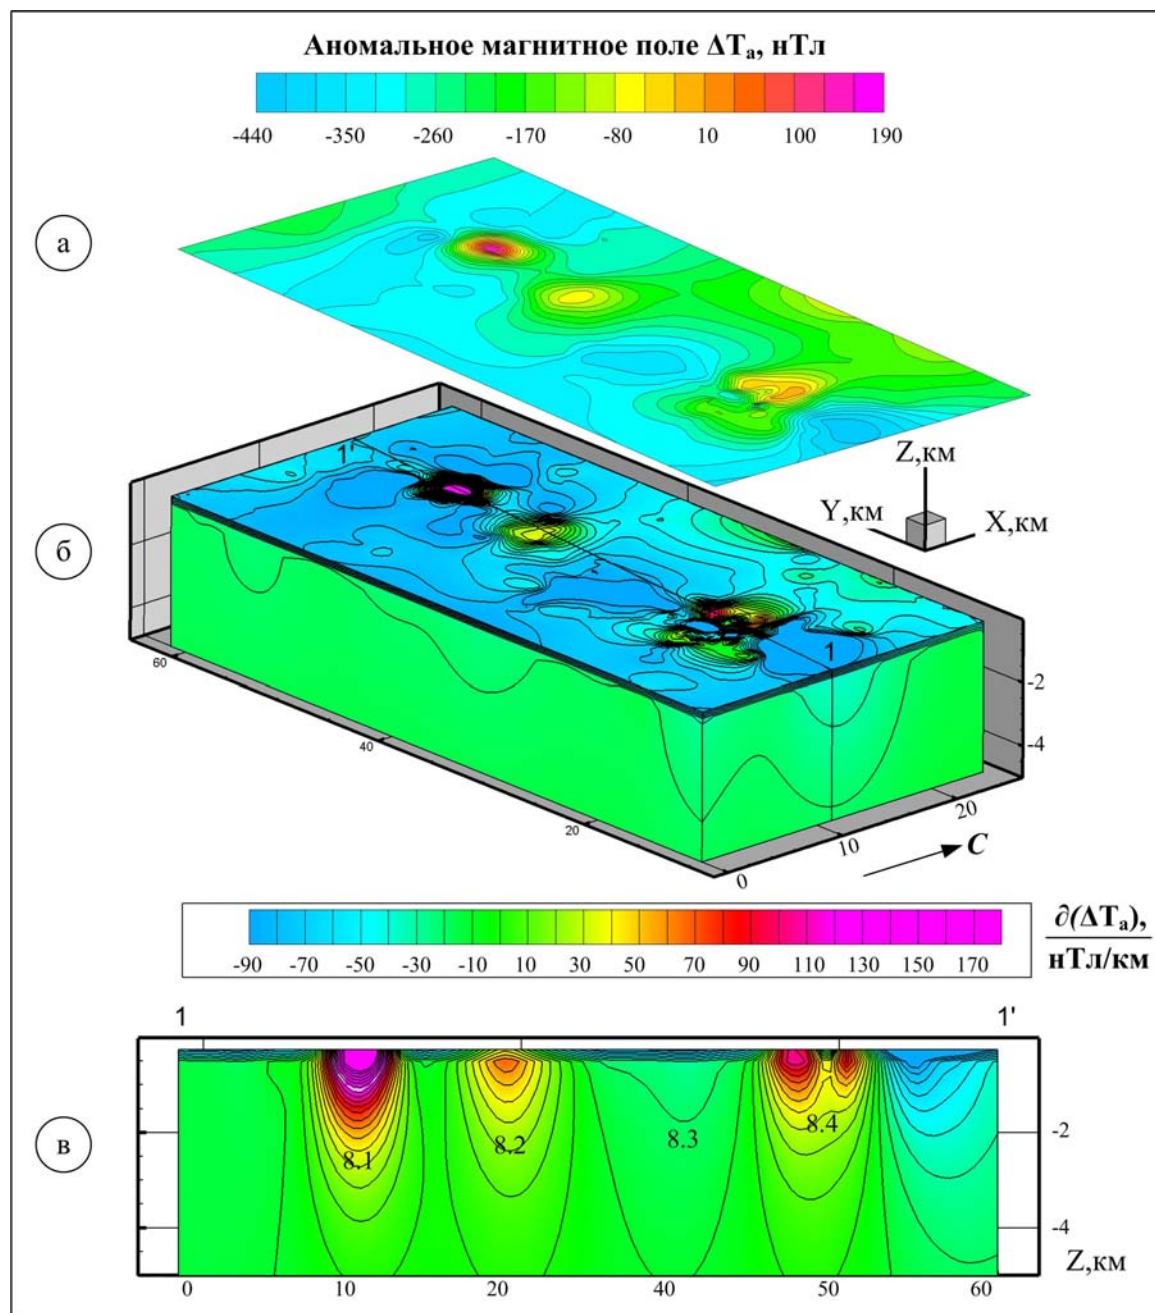 Аномальное магнитное поле ΔTₐ, нТл
-440 -350 -260 -170 -80 10 100 190
а
Z,км
Y,км X,км
1'
б
1
60
-2
-4
40
20
20
10
0
С
∂(ΔTₐ),
нТл/км
-90 -70 -50 -30 -10 10 30 50 70 90 110 130 150 170
1 1'
в
8.1 8.2 8.3 8.4
-2
-4
Z,км
0 10 20 40 50 60